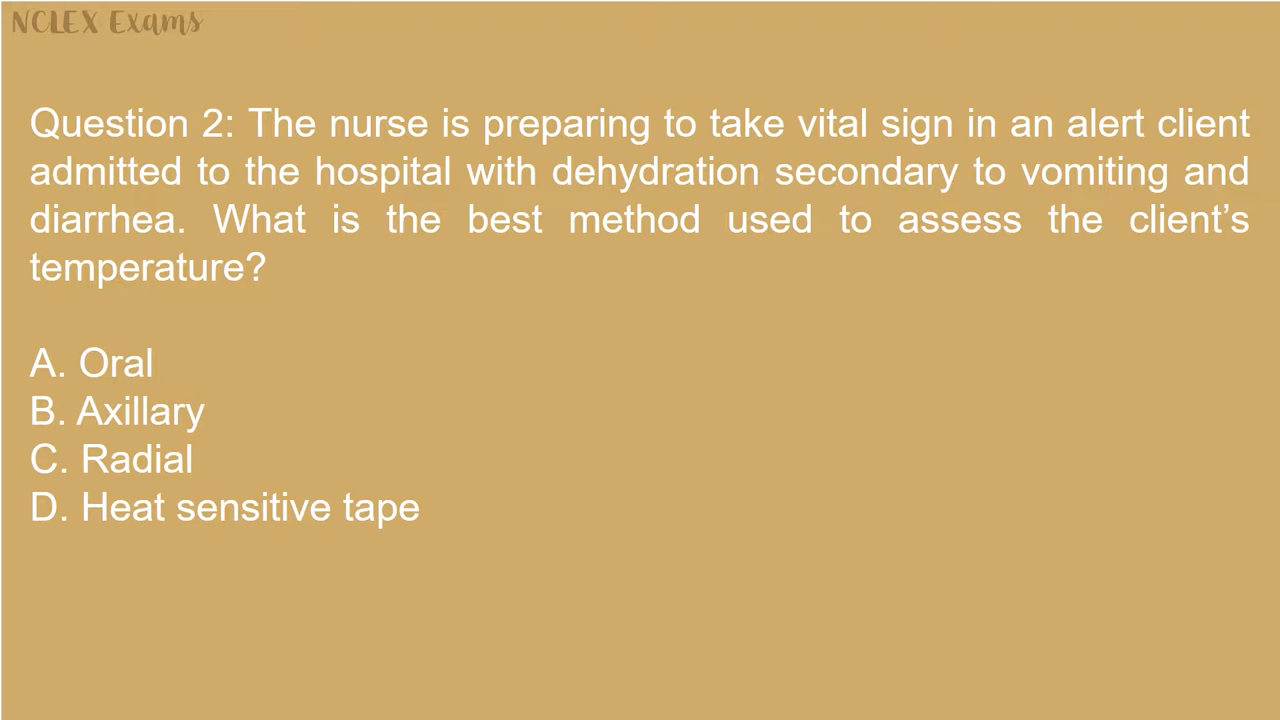 NCLEX Exams
Question 2: The nurse is preparing to take vital sign in an alert client
admitted to the hospital with dehydration secondary to vomiting and
diarrhea. What is the best method used to assess the client’s
temperature?
A. Oral
B. Axillary
C. Radial
D. Heat sensitive tape